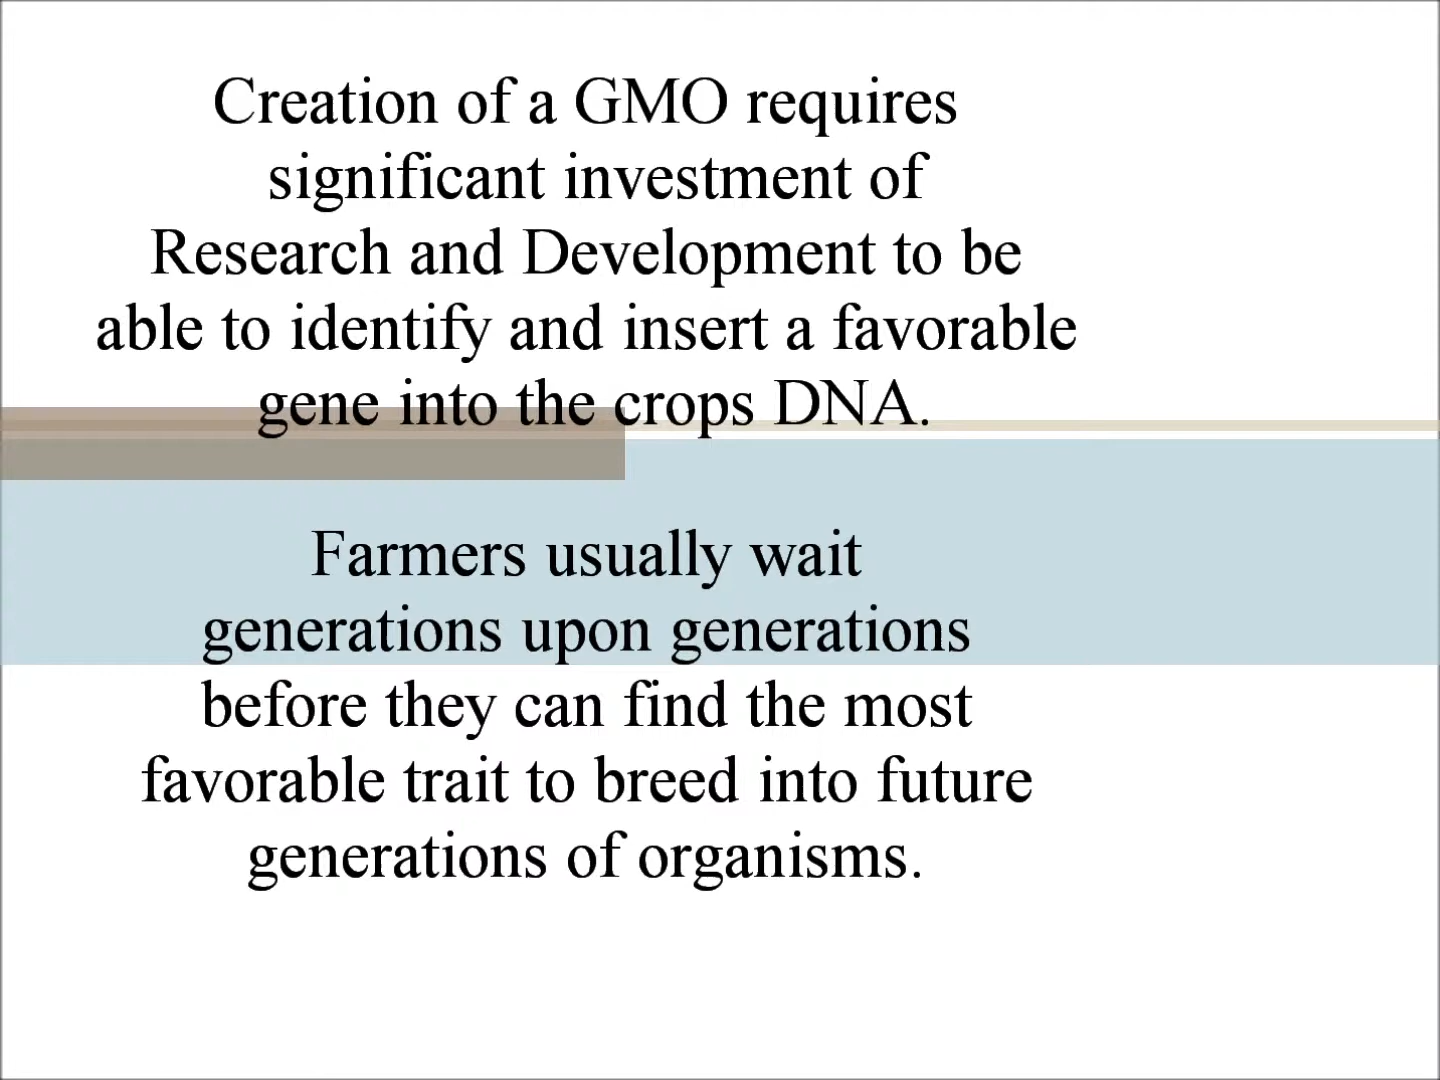 Creation of a GMO requires
significant investment of
Research and Development to be
able to identify and insert a favorable
gene into the crops DNA.
Farmers usually wait
generations upon generations
before they can find the most
favorable trait to breed into future
generations of organisms.